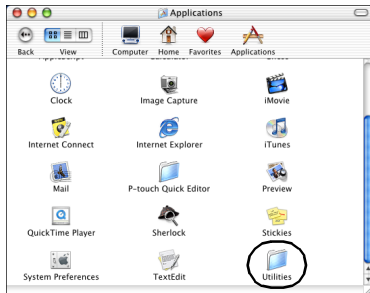 Applications
Back View Computer Home Favorites Applications
Clock Image Capture iMovie
Internet Connect Internet Explorer iTunes
Mail P-touch Quick Editor Preview
QuickTime Player Sherlock Stickies
System Preferences TextEdit Utilities